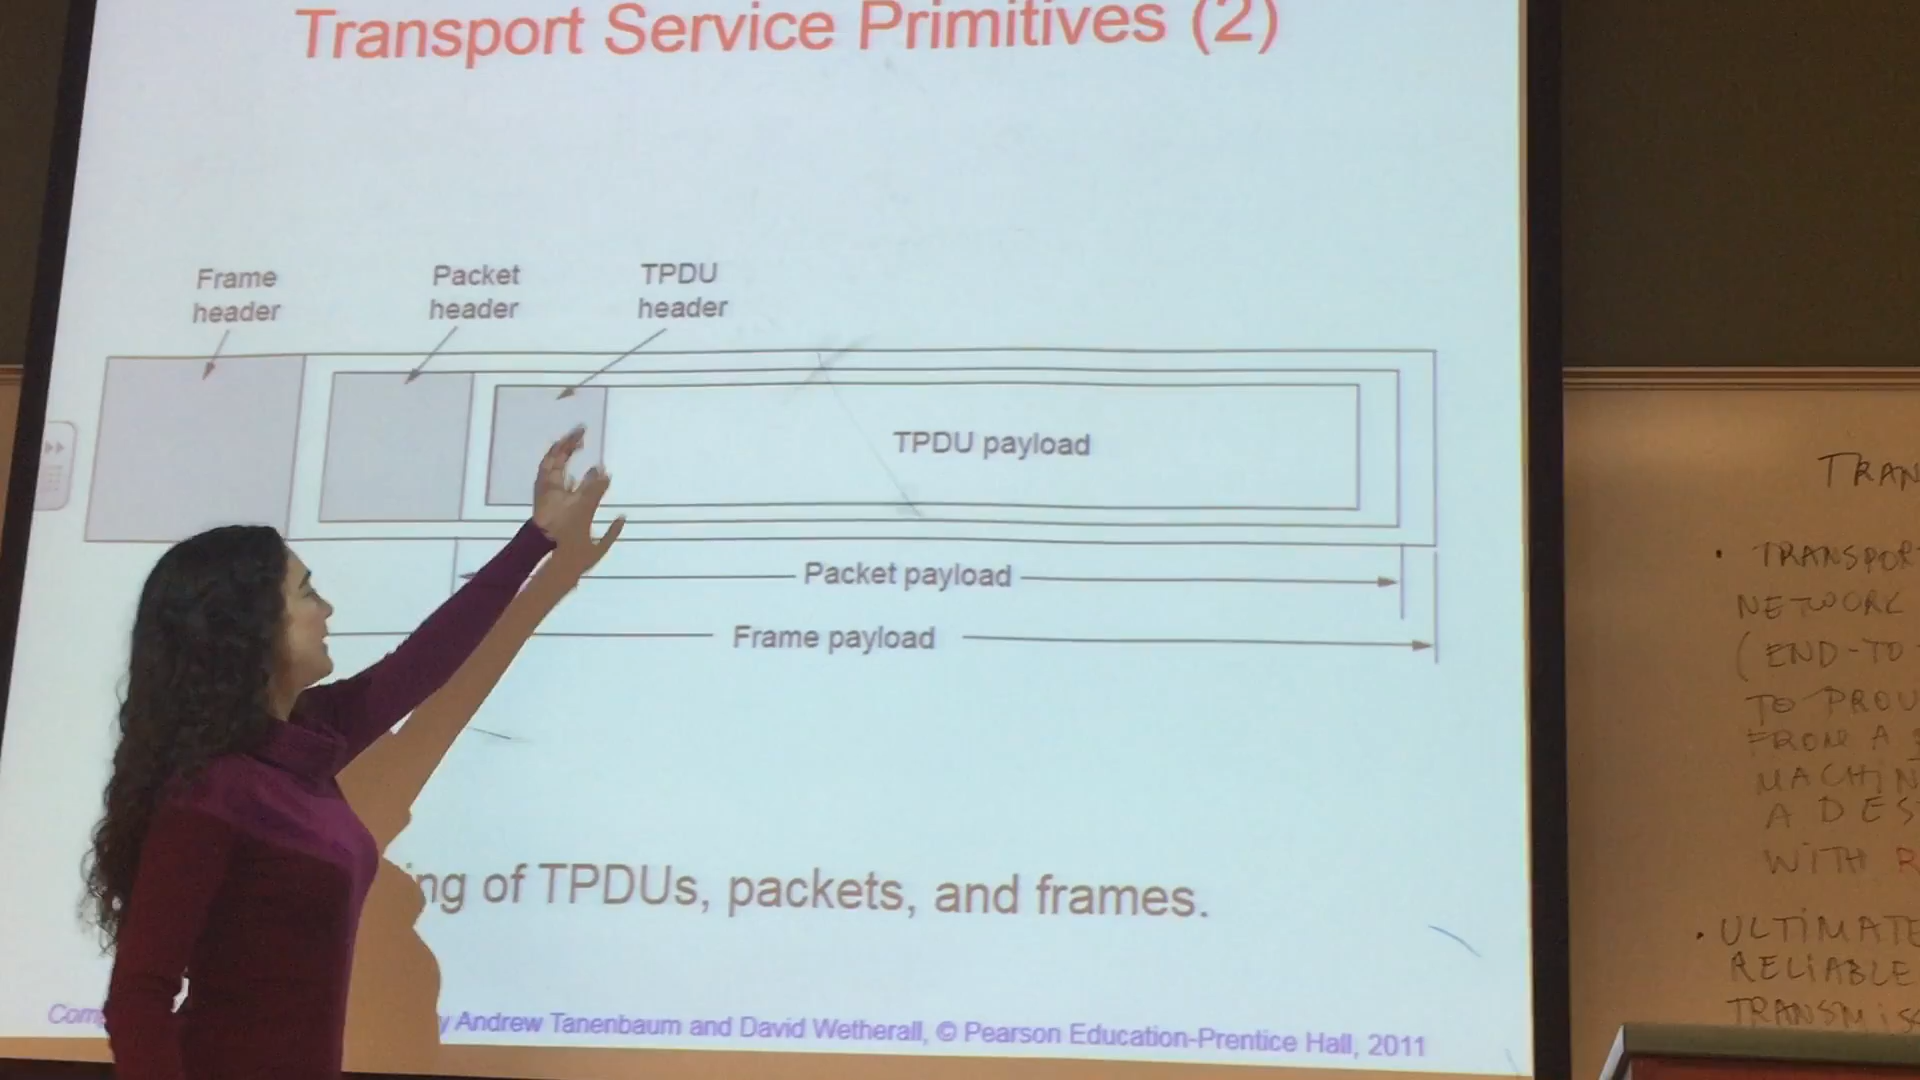 Transport Service Primitives (2)
Frame
header
Packet
header
TPDU
header
TPDU payload
Packet payload
Frame payload
ng of TPDUs, packets, and frames.
Andrew Tanenbaum and David Wetherall, © Pearson Education-Prentice Hall, 2011
TRAN
• TRANSPOR
NETWORK
(END-TO-
TO PROV
FROM A
MACHIN
A DES
WITH R
• ULTIMATE
RELIABLE
TRANSMISS